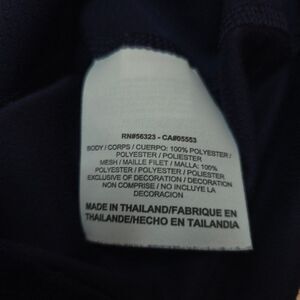 RN#56323 - CA#05553
BODY / CORPS / CUERPO: 100% POLYESTER /
POLYESTER / POLIESTER
MESH / MAILLE FILET / MALLA: 100%
POLYESTER / POLYESTER / POLIESTER
EXCLUSIVE OF DECORATION / DECORATION
NON COMPRISE / NO INCLUYE LA
DECORACION
MADE IN THAILAND/FABRIQUE EN
THAILANDE/HECHO EN TAILANDIA